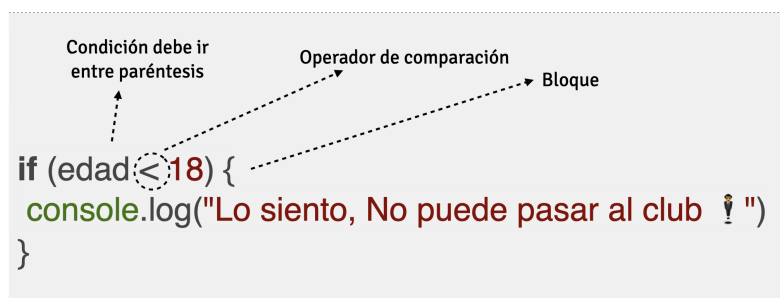 Condición debe ir
entre paréntesis
Operador de comparación
Bloque
if (edad < 18) {
console.log("Lo siento, No puede pasar al club 🕴 ")
}